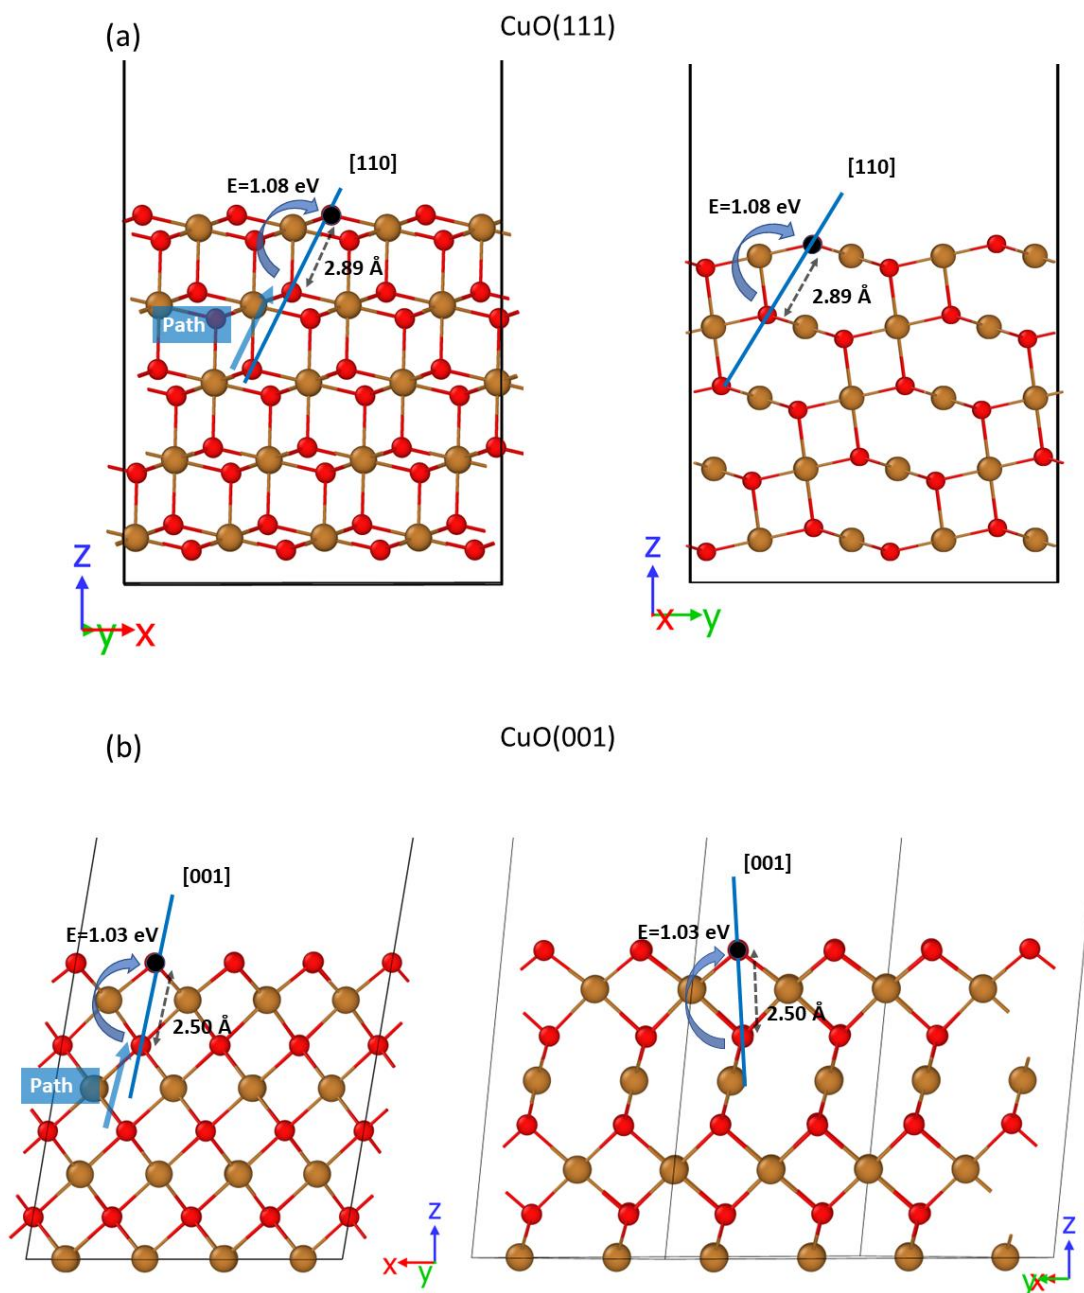 (a)
CuO(111)
[110]
E=1.08 eV
2.89 Å
Path
z
y
x
[110]
E=1.08 eV
2.89 Å
z
x
y
(b)
CuO(001)
[001]
E=1.03 eV
2.50 Å
Path
z
x
y
[001]
E=1.03 eV
2.50 Å
z
y
x